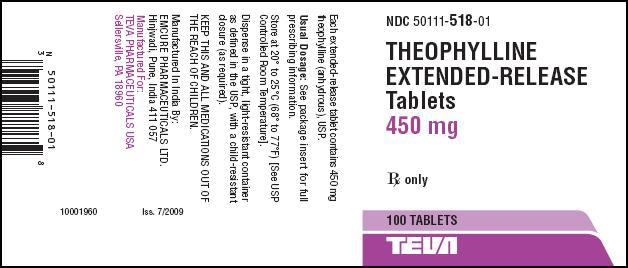 NDC 50111-518-01
THEOPHYLLINE
EXTENDED-RELEASE
Tablets
450 mg
Rx only
100 TABLETS
TEVA
Each extended-release tablet contains 450 mg
theophylline (anhydrous), USP.
Usual Dosage: See package insert for full
prescribing information.
Store at 20° to 25°C (68° to 77°F) [See USP
Controlled Room Temperature].
Dispense in a tight, light-resistant container
as defined in the USP, with a child-resistant
closure (as required).
KEEP THIS AND ALL MEDICATIONS OUT OF
THE REACH OF CHILDREN.
Manufactured In India By:
EMCURE PHARMACEUTICALS LTD.
Hinjwadi, Pune, India 411 057
Manufactured For:
TEVA PHARMACEUTICALS USA
Sellersville, PA 18960
10001960 Iss. 7/2009
N
3 50111-518-01 8